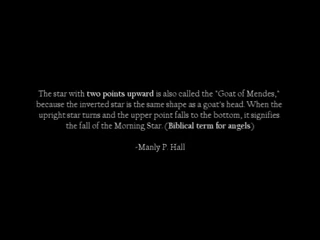 The star with two points upward is also called the "Goat of Mendes,"
because the inverted star is the same shape as a goat's head. When the
upright star turns and the upper point falls to the bottom, it signifies
the fall of the Morning Star. (Biblical term for angels)
-Manly P. Hall